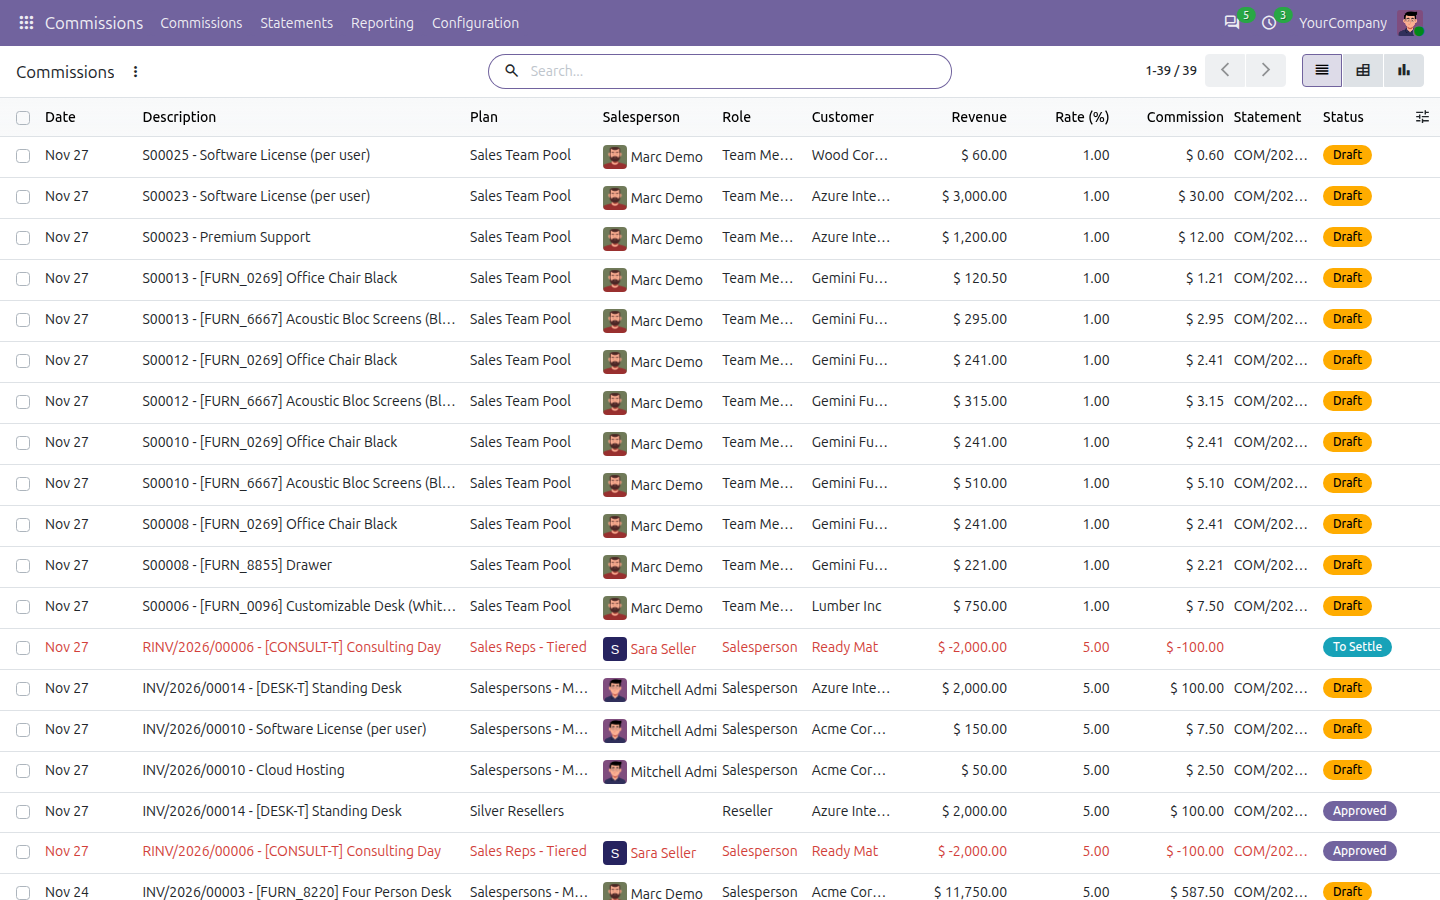 Commissions Commissions Statements Reporting Configuration 5 3 YourCompany
Commissions Search... 1-39 / 39
Date Description Plan Salesperson Role Customer Revenue Rate (%) Commission Statement Status
Nov 27 S00025 - Software License (per user) Sales Team Pool Marc Demo Team Me... Wood Cor... $ 60.00 1.00 $ 0.60 COM/202... Draft
Nov 27 S00023 - Software License (per user) Sales Team Pool Marc Demo Team Me... Azure Inte... $ 3,000.00 1.00 $ 30.00 COM/202... Draft
Nov 27 S00023 - Premium Support Sales Team Pool Marc Demo Team Me... Azure Inte... $ 1,200.00 1.00 $ 12.00 COM/202... Draft
Nov 27 S00013 - [FURN_0269] Office Chair Black Sales Team Pool Marc Demo Team Me... Gemini Fu... $ 120.50 1.00 $ 1.21 COM/202... Draft
Nov 27 S00013 - [FURN_6667] Acoustic Bloc Screens (Bl... Sales Team Pool Marc Demo Team Me... Gemini Fu... $ 295.00 1.00 $ 2.95 COM/202... Draft
Nov 27 S00012 - [FURN_0269] Office Chair Black Sales Team Pool Marc Demo Team Me... Gemini Fu... $ 241.00 1.00 $ 2.41 COM/202... Draft
Nov 27 S00012 - [FURN_6667] Acoustic Bloc Screens (Bl... Sales Team Pool Marc Demo Team Me... Gemini Fu... $ 315.00 1.00 $ 3.15 COM/202... Draft
Nov 27 S00010 - [FURN_0269] Office Chair Black Sales Team Pool Marc Demo Team Me... Gemini Fu... $ 241.00 1.00 $ 2.41 COM/202... Draft
Nov 27 S00010 - [FURN_6667] Acoustic Bloc Screens (Bl... Sales Team Pool Marc Demo Team Me... Gemini Fu... $ 510.00 1.00 $ 5.10 COM/202... Draft
Nov 27 S00008 - [FURN_0269] Office Chair Black Sales Team Pool Marc Demo Team Me... Gemini Fu... $ 241.00 1.00 $ 2.41 COM/202... Draft
Nov 27 S00008 - [FURN_8855] Drawer Sales Team Pool Marc Demo Team Me... Gemini Fu... $ 221.00 1.00 $ 2.21 COM/202... Draft
Nov 27 S00006 - [FURN_0096] Customizable Desk (Whit... Sales Team Pool Marc Demo Team Me... Lumber Inc $ 750.00 1.00 $ 7.50 COM/202... Draft
Nov 27 RINV/2026/00006 - [CONSULT-T] Consulting Day Sales Reps - Tiered S Sara Seller Salesperson Ready Mat $ -2,000.00 5.00 $ -100.00 To Settle
Nov 27 INV/2026/00014 - [DESK-T] Standing Desk Salespersons - M... Mitchell Admi Salesperson Azure Inte... $ 2,000.00 5.00 $ 100.00 COM/202... Draft
Nov 27 INV/2026/00010 - Software License (per user) Salespersons - M... Mitchell Admi Salesperson Acme Cor... $ 150.00 5.00 $ 7.50 COM/202... Draft
Nov 27 INV/2026/00010 - Cloud Hosting Salespersons - M... Mitchell Admi Salesperson Acme Cor... $ 50.00 5.00 $ 2.50 COM/202... Draft
Nov 27 INV/2026/00014 - [DESK-T] Standing Desk Silver Resellers Reseller Azure Inte... $ 2,000.00 5.00 $ 100.00 COM/202... Approved
Nov 27 RINV/2026/00006 - [CONSULT-T] Consulting Day Sales Reps - Tiered S Sara Seller Salesperson Ready Mat $ -2,000.00 5.00 $ -100.00 COM/202... Approved
Nov 24 INV/2026/00003 - [FURN_8220] Four Person Desk Salespersons - M... Marc Demo Salesperson Acme Cor... $ 11,750.00 5.00 $ 587.50 COM/202... Draft